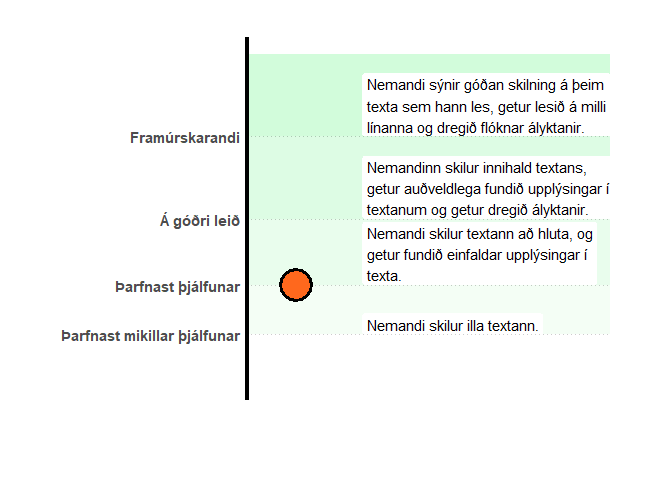 Nemandi sýnir góðan skilning á þeim
texta sem hann les, getur lesið á milli
línanna og dregið flóknar ályktanir.
Framúrskarandi
Nemandinn skilur innihald textans,
getur auðveldlega fundið upplýsingar í
textanum og getur dregið ályktanir.
Á góðri leið
Nemandi skilur textann að hluta, og
getur fundið einfaldar upplýsingar í
texta.
Þarfnast þjálfunar
Nemandi skilur illa textann.
Þarfnast mikillar þjálfunar